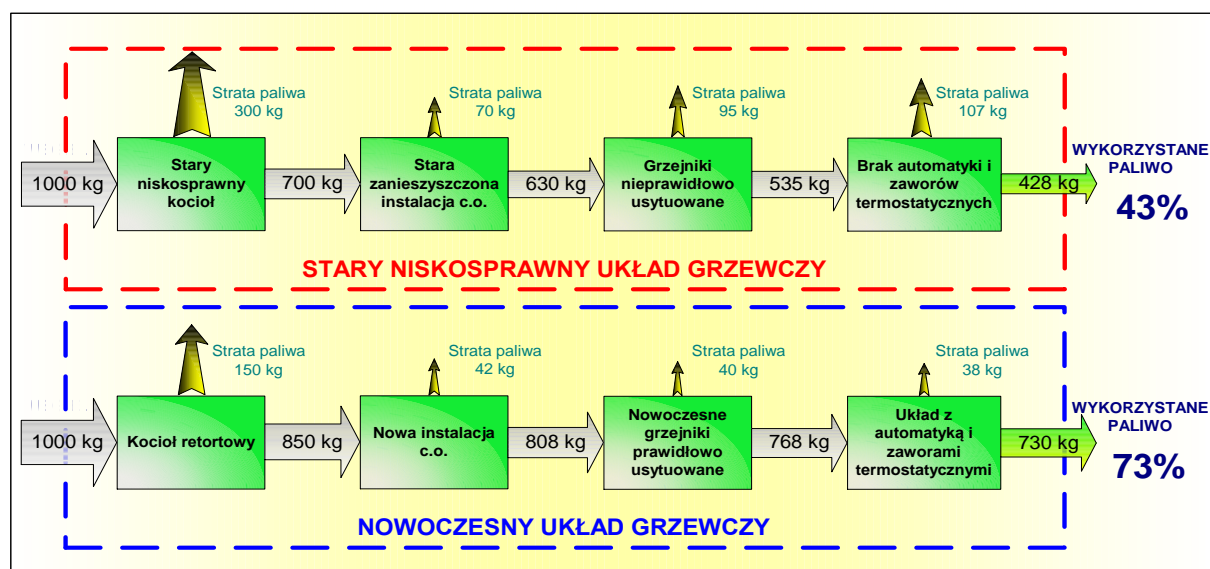 Strata paliwa
300 kg
Strata paliwa
70 kg
Strata paliwa
95 kg
Strata paliwa
107 kg
1000 kg
Stary
niskosprawny
kocioł
700 kg
Stara
zanieszyszczona
instalacja c.o.
630 kg
Grzejniki
nieprawidłowo
usytuowane
535 kg
Brak automatyki i
zaworów
termostatycznych
428 kg
WYKORZYSTANE
PALIWO
43%
STARY NISKOSPRAWNY UKŁAD GRZEWCZY
Strata paliwa
150 kg
Strata paliwa
42 kg
Strata paliwa
40 kg
Strata paliwa
38 kg
1000 kg
Kocioł retortowy
850 kg
Nowa instalacja
c.o.
808 kg
Nowoczesne
grzejniki
prawidłowo
usytuowane
768 kg
Układ z
automatyką i
zaworami
termostatycznymi
730 kg
WYKORZYSTANE
PALIWO
73%
NOWOCZESNY UKŁAD GRZEWCZY